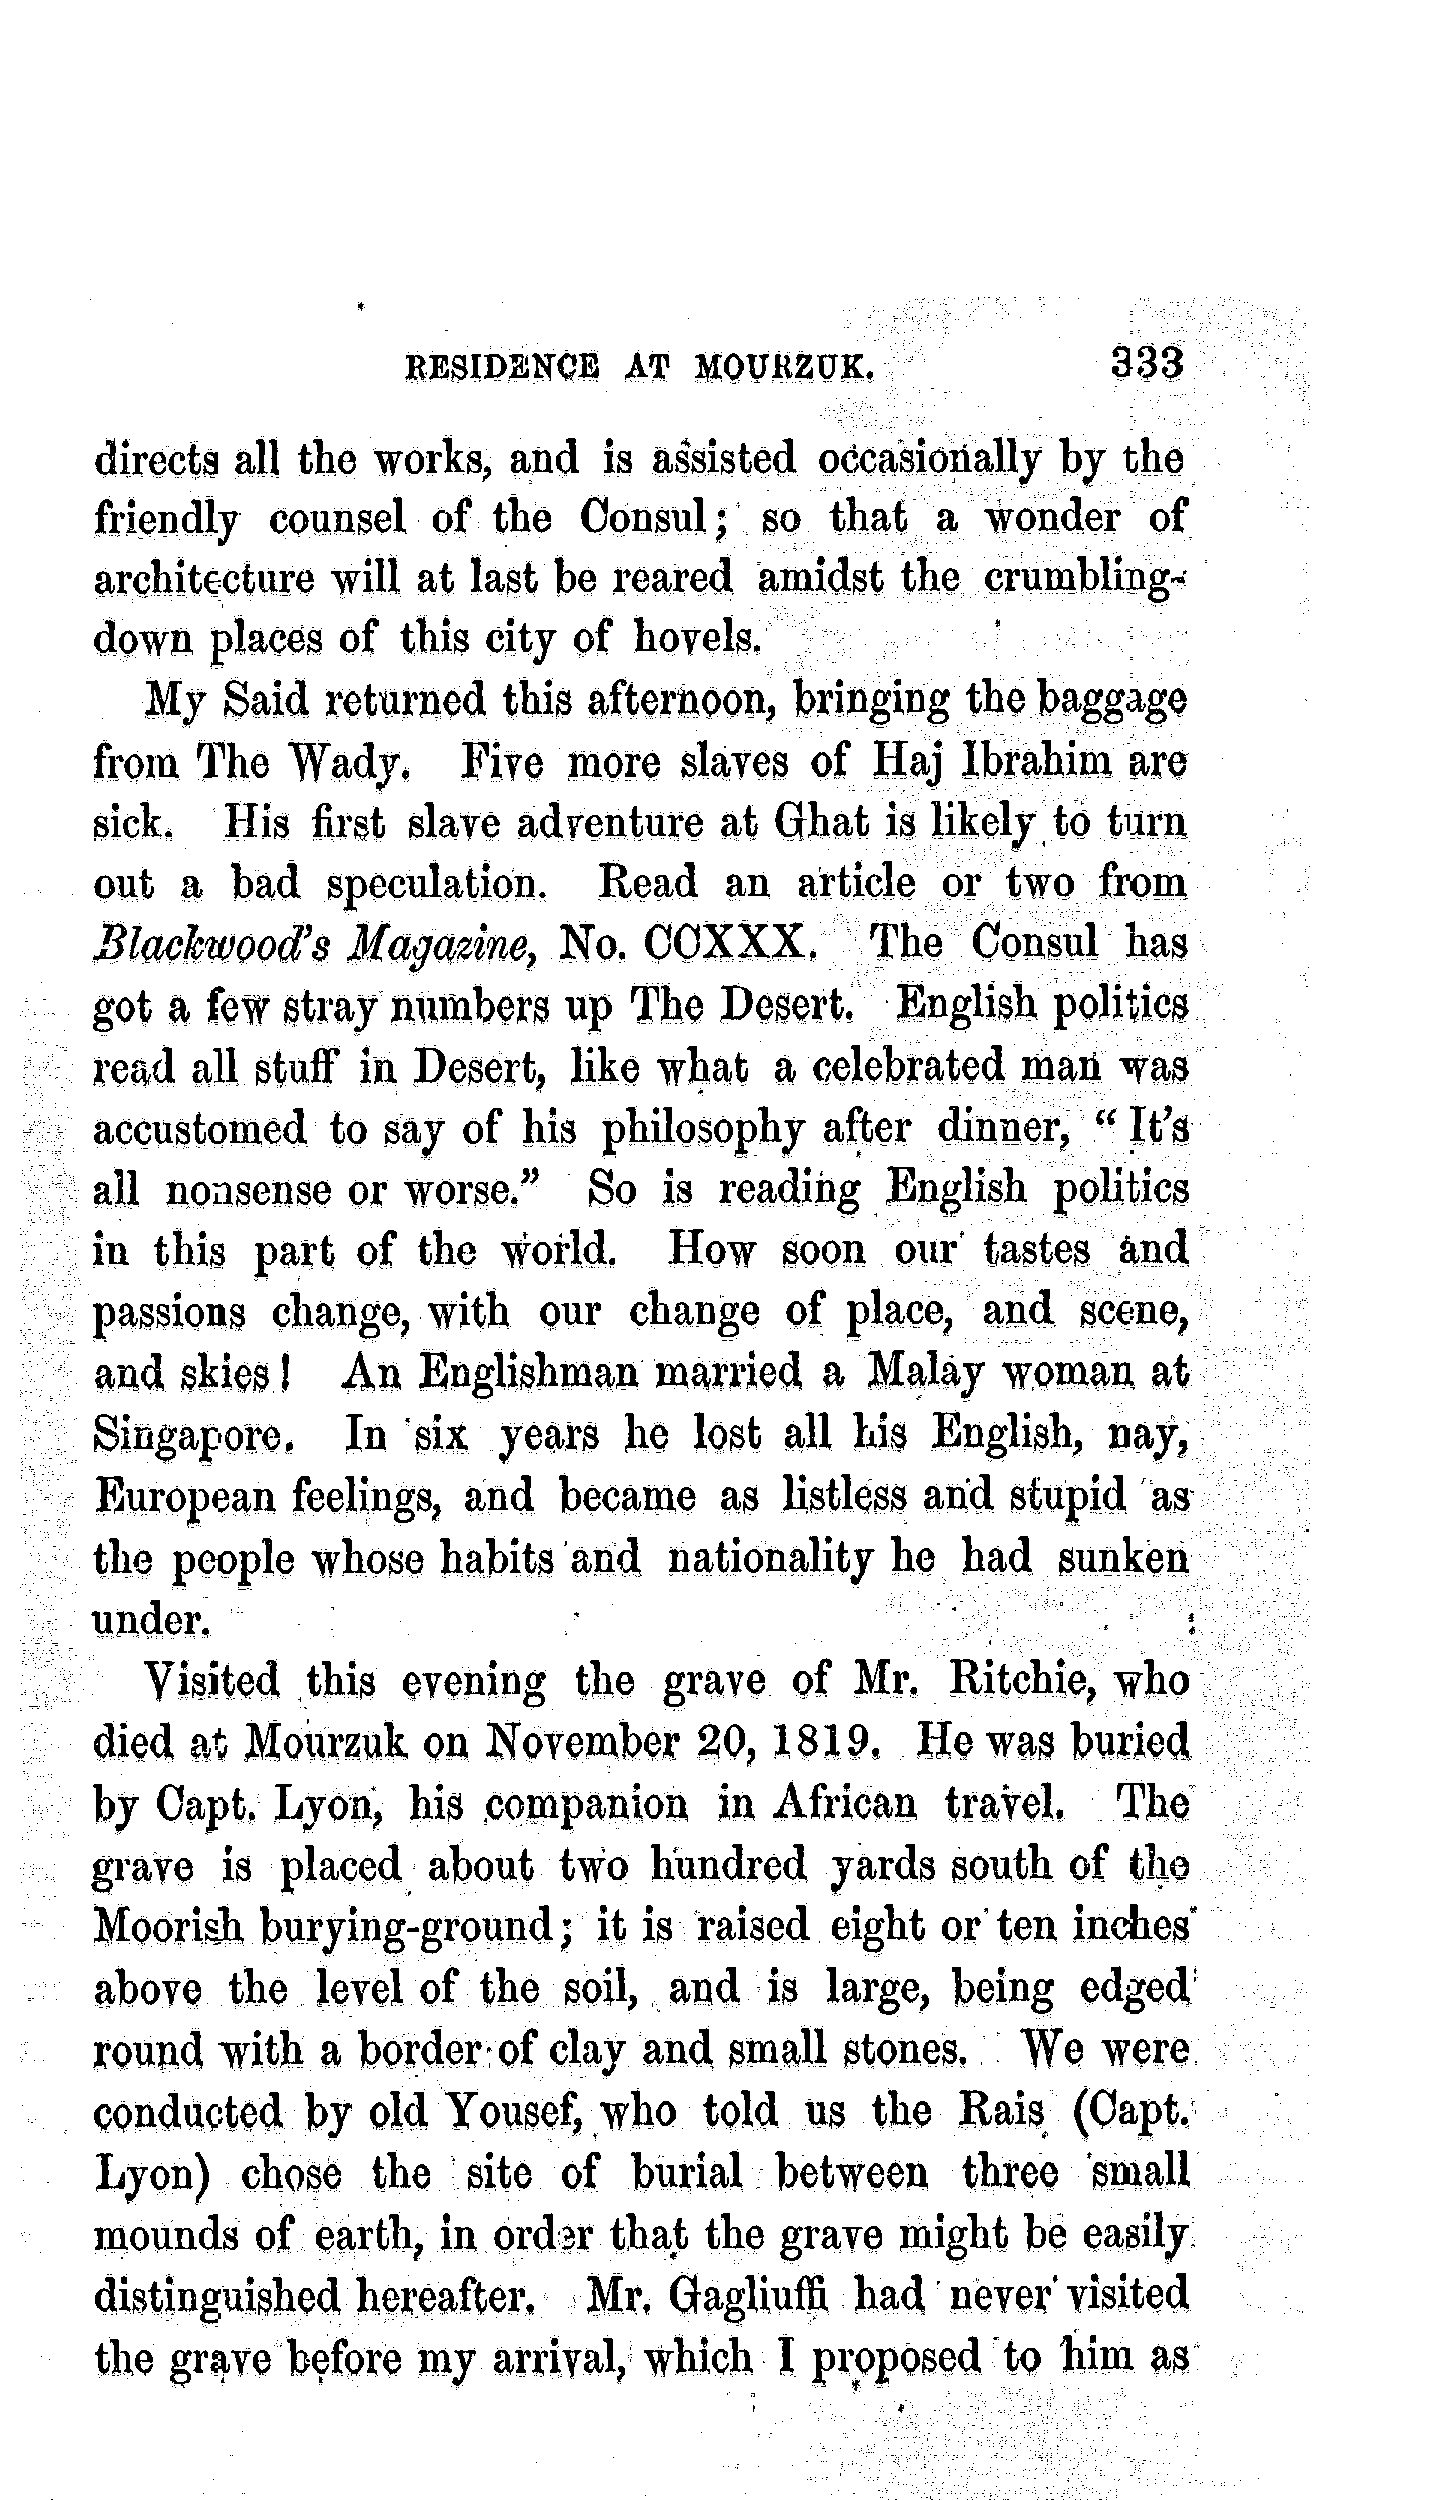 RESIDENCE AT MOURZUK. 333
directs all the works, and is assisted occasionally by the
friendly counsel of the Consul; so that a wonder of
architecture will at last be reared amidst the crumbling-
down places of this city of hovels.
My Said returned this afternoon, bringing the baggage
from The Wady. Five more slaves of Haj Ibrahim are
sick. His first slave adventure at Ghat is likely to turn
out a bad speculation. Read an article or two from
Blackwood's Magazine, No. CCXXX. The Consul has
got a few stray numbers up The Desert. English politics
read all stuff in Desert, like what a celebrated man was
accustomed to say of his philosophy after dinner, "It's
all nonsense or worse." So is reading English politics
in this part of the world. How soon our tastes and
passions change, with our change of place, and scene,
and skies! An Englishman married a Malay woman at
Singapore. In six years he lost all his English, nay,
European feelings, and became as listless and stupid as
the people whose habits and nationality he had sunken
under.
Visited this evening the grave of Mr. Ritchie, who
died at Mourzuk on November 20, 1819. He was buried
by Capt. Lyon, his companion in African travel. The
grave is placed about two hundred yards south of the
Moorish burying-ground; it is raised eight or ten inches
above the level of the soil, and is large, being edged
round with a border of clay and small stones. We were
conducted by old Yousef, who told us the Rais (Capt.
Lyon) chose the site of burial between three small
mounds of earth, in order that the grave might be easily
distinguished hereafter. Mr. Gagliuffi had never visited
the grave before my arrival, which I proposed to him as